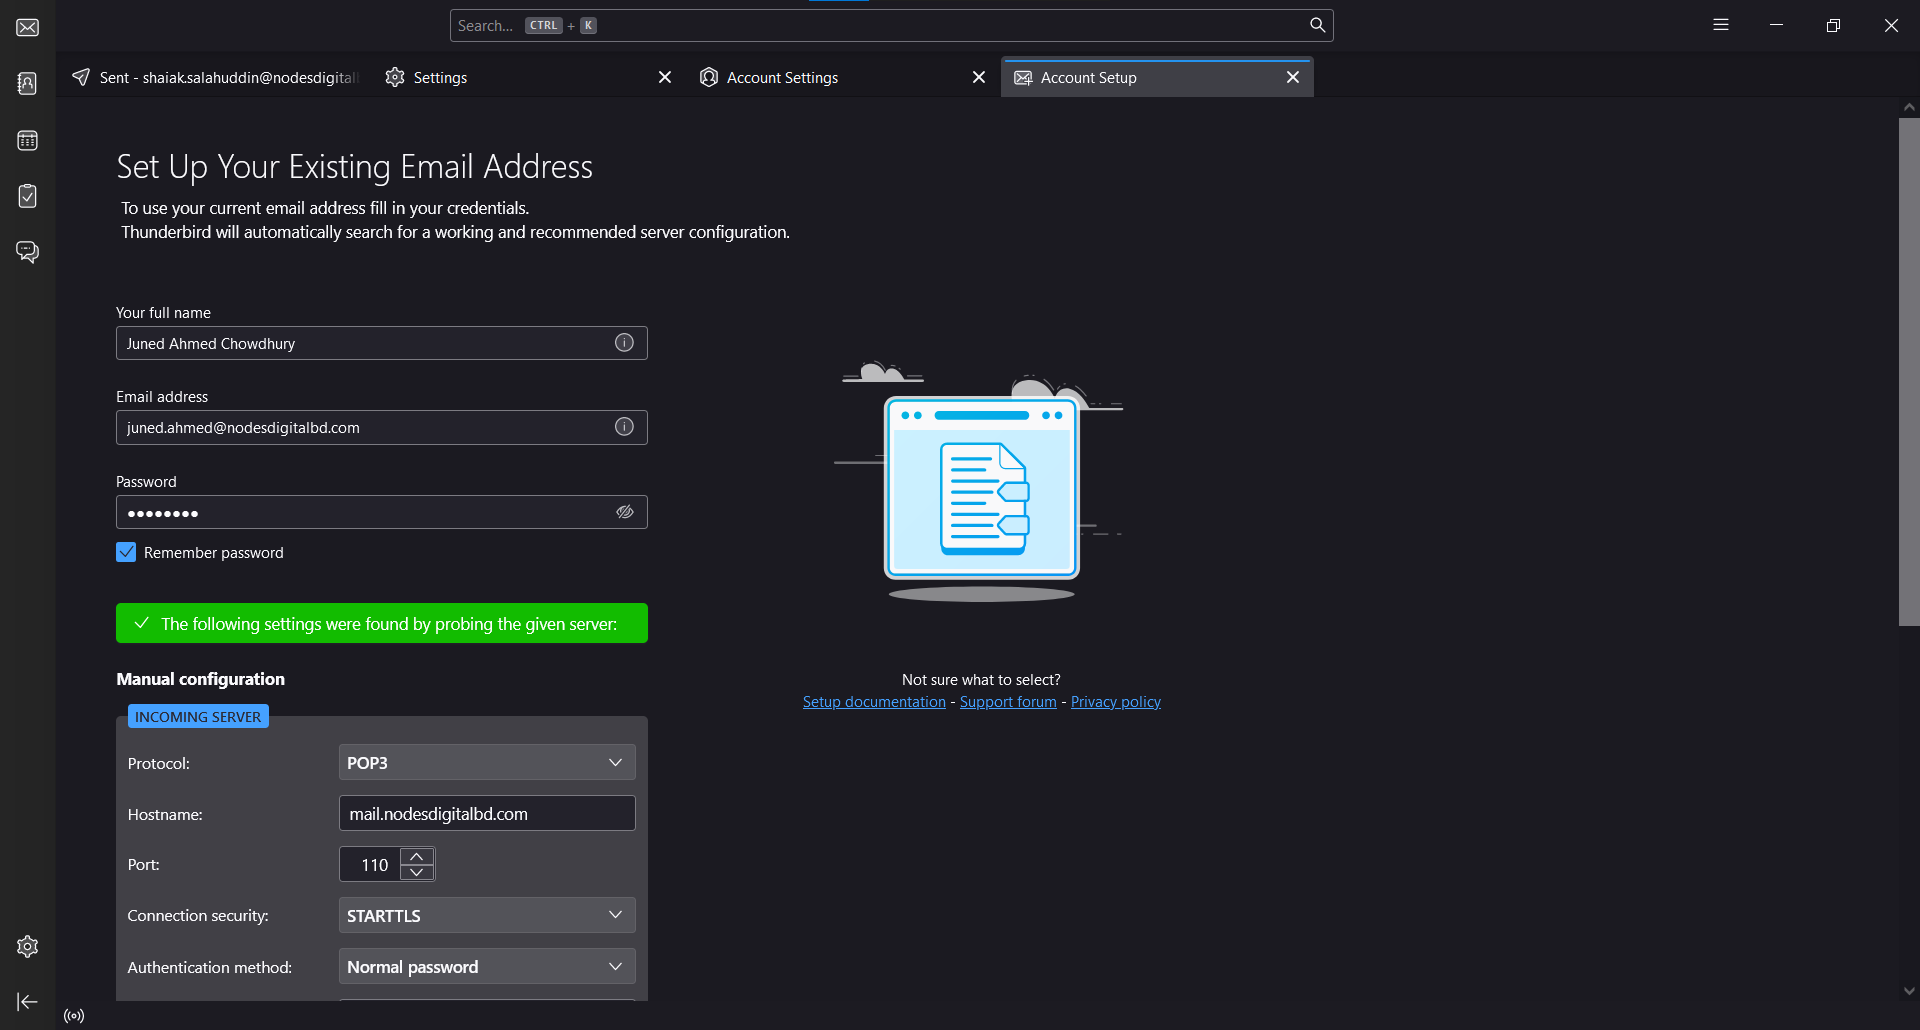 Search... CTRL + K
Sent - shaiak.salahuddin@nodesdigital
Settings
Account Settings
Account Setup
Set Up Your Existing Email Address
To use your current email address fill in your credentials.
Thunderbird will automatically search for a working and recommended server configuration.
Your full name
Juned Ahmed Chowdhury
Email address
juned.ahmed@nodesdigitalbd.com
Password
●●●●●●●●
Remember password
The following settings were found by probing the given server:
Manual configuration
INCOMING SERVER
Protocol: POP3
Hostname: mail.nodesdigitalbd.com
Port: 110
Connection security: STARTTLS
Authentication method: Normal password
Not sure what to select?
Setup documentation - Support forum - Privacy policy